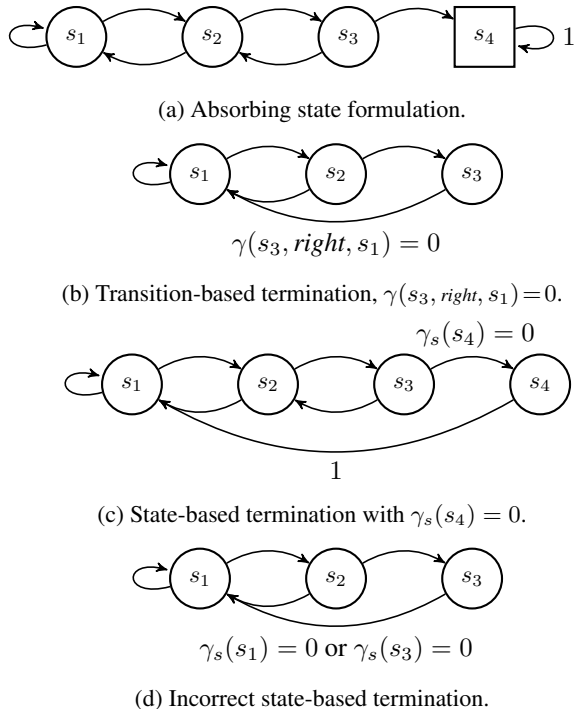 s₁ s₂ s₃ s₄ 1
(a) Absorbing state formulation.
s₁ s₂ s₃
γ(s₃, right, s₁) = 0
(b) Transition-based termination, γ(s₃, right, s₁)=0.
γₛ(s₄) = 0
s₁ s₂ s₃ s₄
1
(c) State-based termination with γₛ(s₄) = 0.
s₁ s₂ s₃
γₛ(s₁) = 0 or γₛ(s₃) = 0
(d) Incorrect state-based termination.